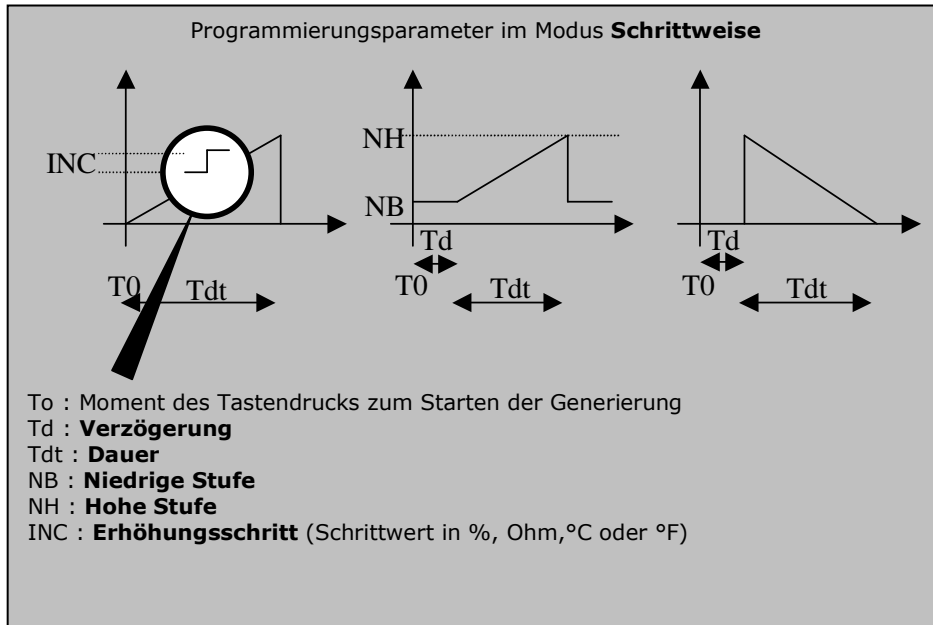 Programmierungsparameter im Modus Schrittweise
INC
T0
Tdt
NH
NB
Td
T0
Tdt
Td
T0
Tdt
To : Moment des Tastendrucks zum Starten der Generierung
Td : Verzögerung
Tdt : Dauer
NB : Niedrige Stufe
NH : Hohe Stufe
INC : Erhöhungsschritt (Schrittwert in %, Ohm,°C oder °F)